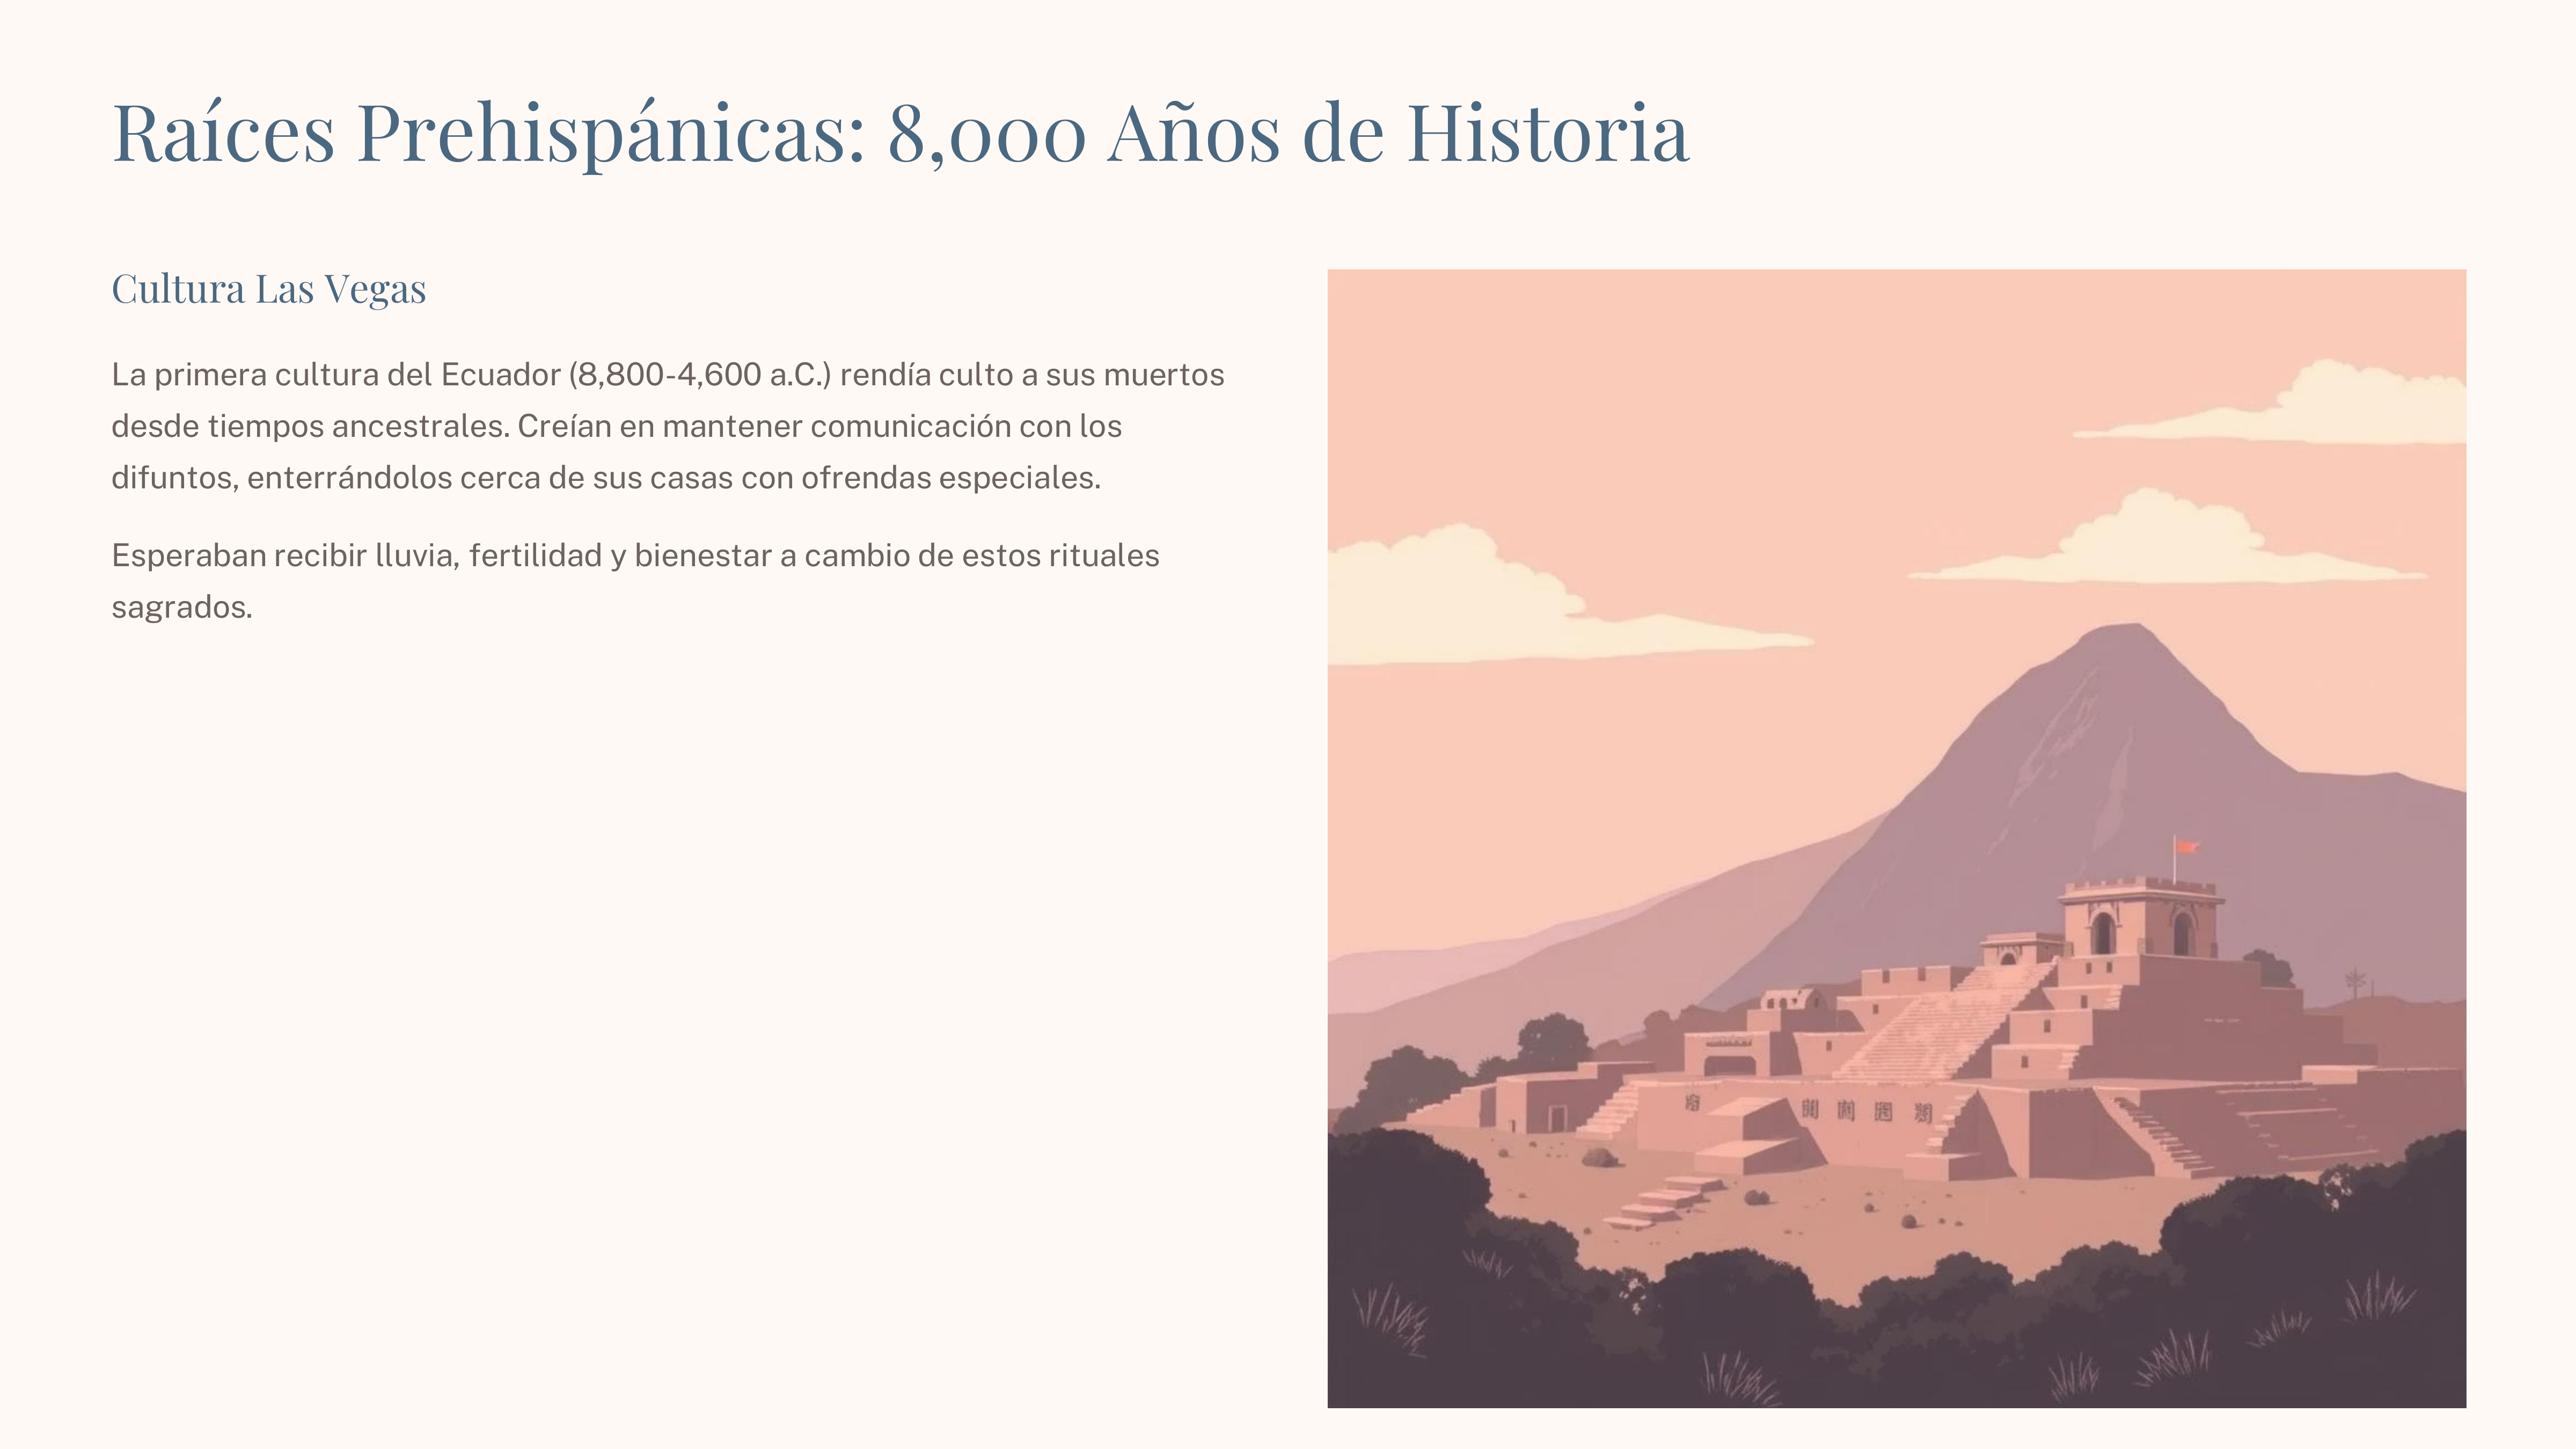 Raíces Prehispánicas: 8,000 Años de Historia
Cultura Las Vegas
La primera cultura del Ecuador (8,800-4,600 a.C.) rendía culto a sus muertos
desde tiempos ancestrales. Creían en mantener comunicación con los
difuntos, enterrándolos cerca de sus casas con ofrendas especiales.
Esperaban recibir lluvia, fertilidad y bienestar a cambio de estos rituales
sagrados.